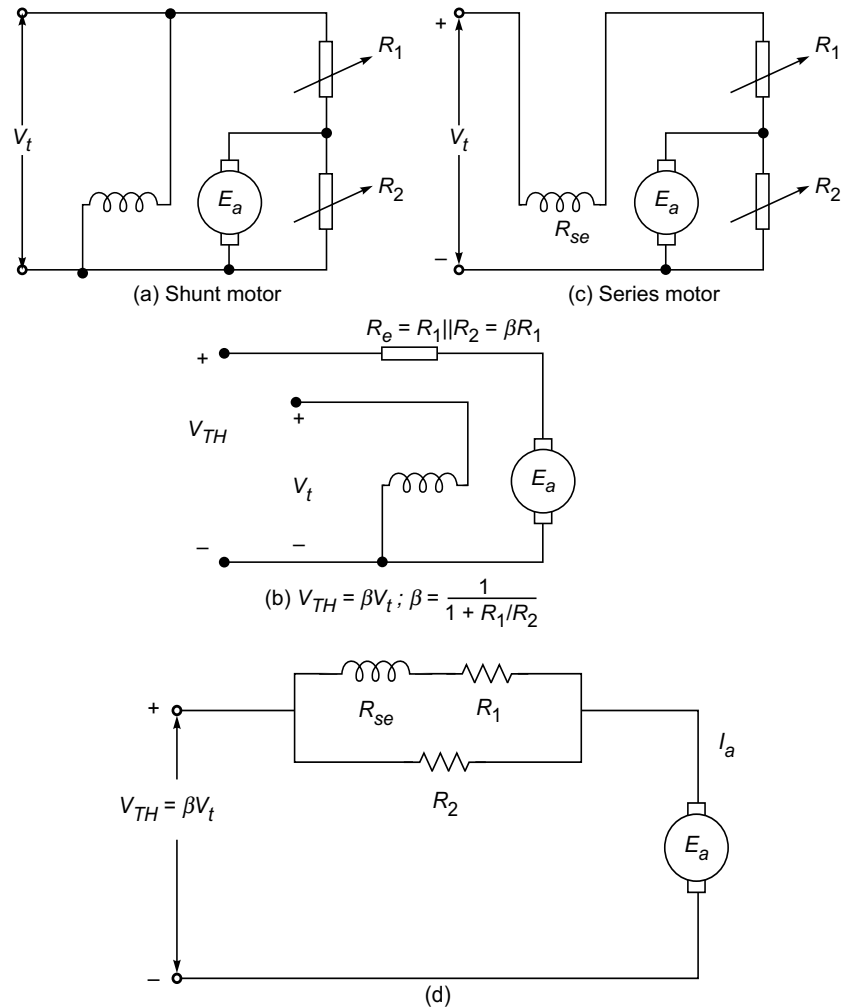 R1
R1
+
Vt
Vt
Ea
R2
Ea
R2
Rse
–
(a) Shunt motor
(c) Series motor
Re = R1||R2 = βR1
+
+
VTH
Vt
Ea
–
–
(b) VTH = βVt ; β = 1 / 1 + R1/R2
+
Rse
R1
Ia
R2
VTH = βVt
Ea
–
(d)